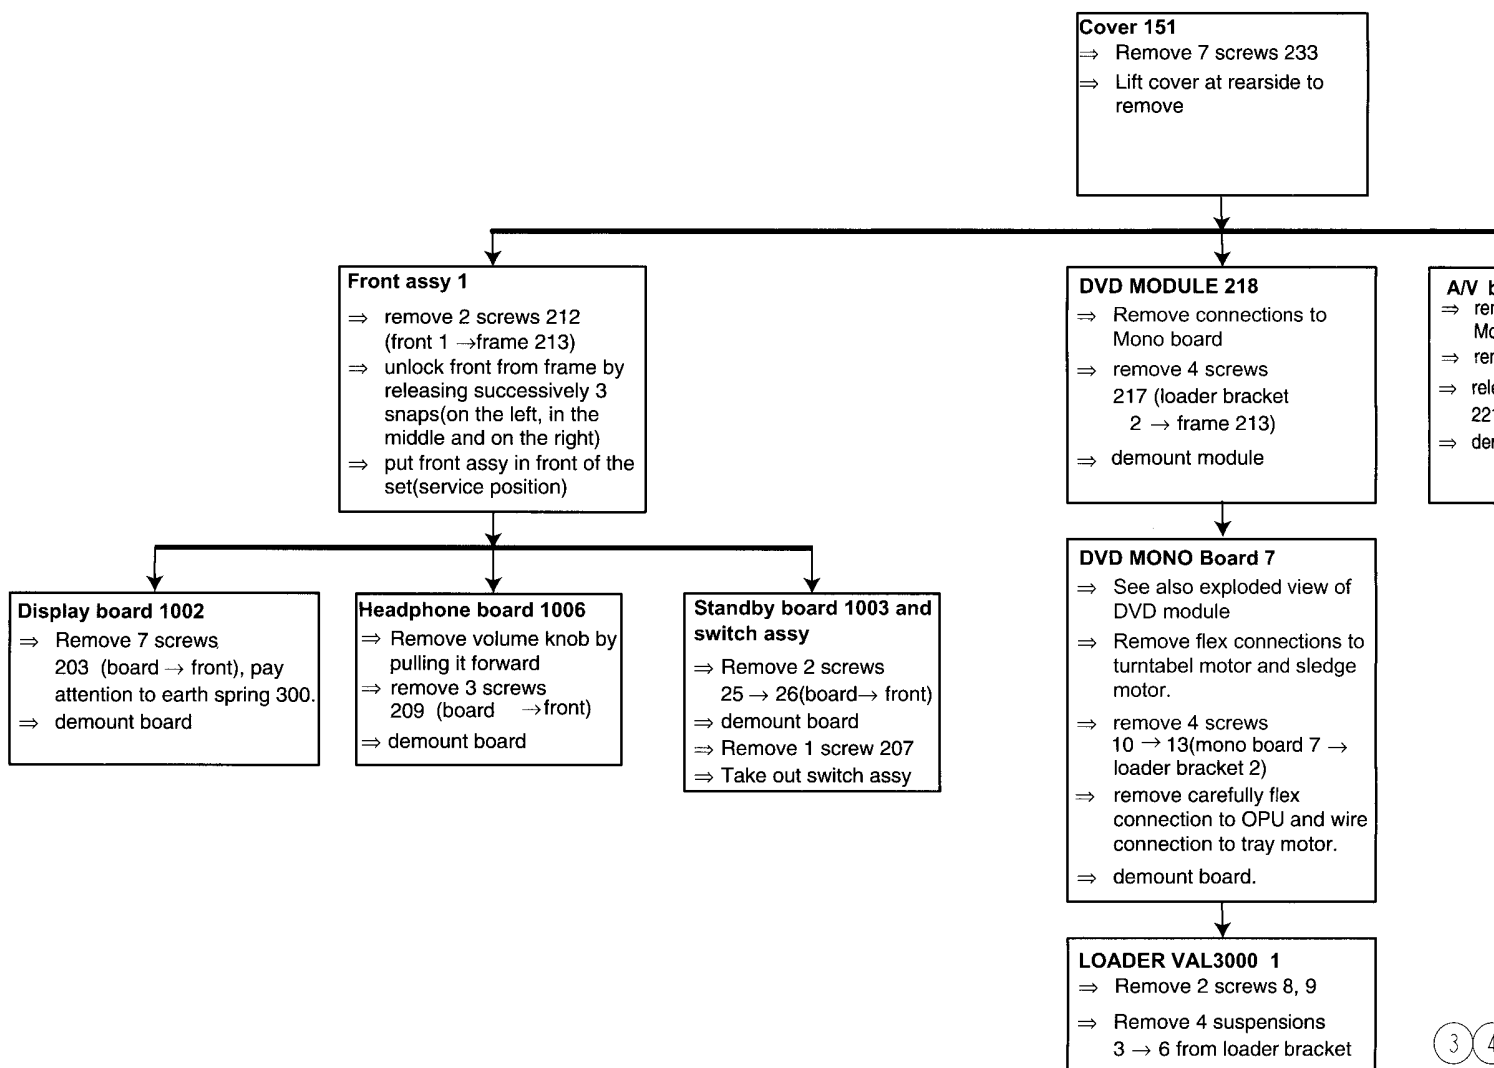 Cover 151
⇒ Remove 7 screws 233
⇒ Lift cover at rearside to
remove
Front assy 1
⇒ remove 2 screws 212
(front 1 →frame 213)
⇒ unlock front from frame by
releasing successively 3
snaps(on the left, in the
middle and on the right)
⇒ put front assy in front of the
set(service position)
DVD MODULE 218
⇒ Remove connections to
Mono board
⇒ remove 4 screws
217 (loader bracket
2 → frame 213)
⇒ demount module
A/V
⇒
⇒
⇒
⇒
Display board 1002
⇒ Remove 7 screws
203 (board → front), pay
attention to earth spring 300.
⇒ demount board
Headphone board 1006
⇒ Remove volume knob by
pulling it forward
⇒ remove 3 screws
209 (board →front)
⇒ demount board
Standby board 1003 and
switch assy
⇒ Remove 2 screws
25 → 26(board→ front)
⇒ demount board
⇒ Remove 1 screw 207
⇒ Take out switch assy
DVD MONO Board 7
⇒ See also exploded view of
DVD module
⇒ Remove flex connections to
turntabel motor and sledge
motor.
⇒ remove 4 screws
10 → 13(mono board 7 →
loader bracket 2)
⇒ remove carefully flex
connection to OPU and wire
connection to tray motor.
⇒ demount board.
LOADER VAL3000 1
⇒ Remove 2 screws 8, 9
⇒ Remove 4 suspensions
3 → 6 from loader bracket
3 4